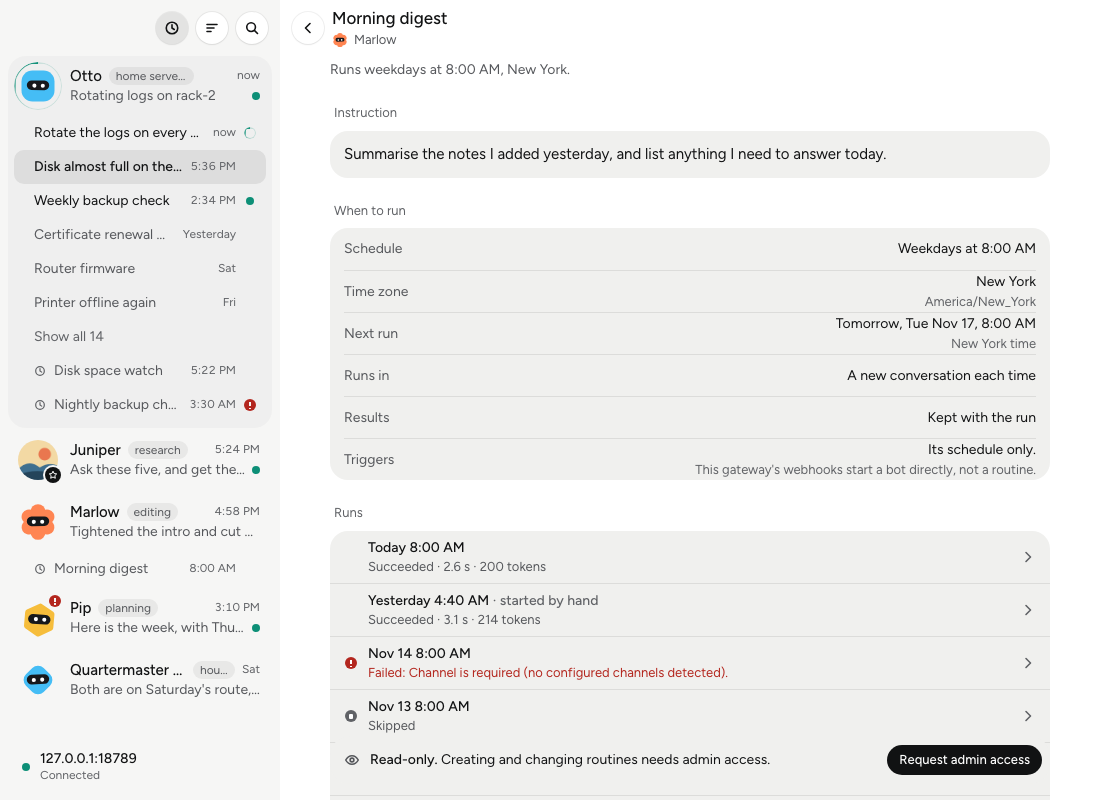 Otto home serve... now
Rotating logs on rack-2
Rotate the logs on every ... now
Disk almost full on the... 5:36 PM
Weekly backup check 2:34 PM
Certificate renewal ... Yesterday
Router firmware Sat
Printer offline again Fri
Show all 14
Disk space watch 5:22 PM
Nightly backup ch... 3:30 AM
Juniper research 5:24 PM
Ask these five, and get the...
Marlow editing 4:58 PM
Tightened the intro and cut ...
Morning digest 8:00 AM
Pip planning 3:10 PM
Here is the week, with Thu...
Quartermaster ... hou... Sat
Both are on Saturday's route,...
127.0.0.1:18789
Connected
Morning digest
Marlow
Runs weekdays at 8:00 AM, New York.
Instruction
Summarise the notes I added yesterday, and list anything I need to answer today.
When to run
Schedule Weekdays at 8:00 AM
Time zone New York
America/New_York
Next run Tomorrow, Tue Nov 17, 8:00 AM
New York time
Runs in A new conversation each time
Results Kept with the run
Triggers Its schedule only.
This gateway's webhooks start a bot directly, not a routine.
Runs
Today 8:00 AM
Succeeded · 2.6 s · 200 tokens
Yesterday 4:40 AM · started by hand
Succeeded · 3.1 s · 214 tokens
Nov 14 8:00 AM
Failed: Channel is required (no configured channels detected).
Nov 13 8:00 AM
Skipped
Read-only. Creating and changing routines needs admin access. Request admin access